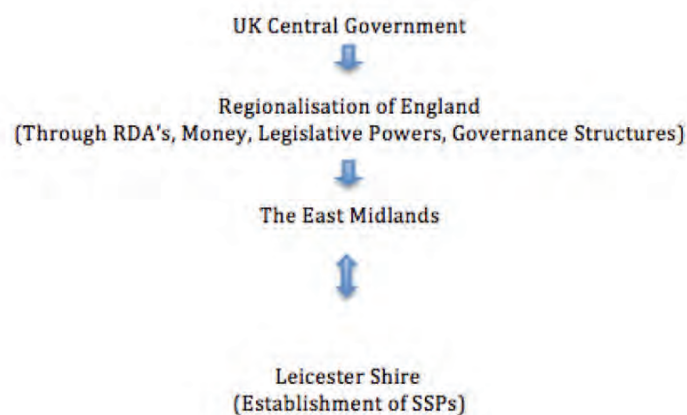 UK Central Government
Regionalisation of England
(Through RDA's, Money, Legislative Powers, Governance Structures)
The East Midlands
Leicester Shire
(Establishment of SSPs)